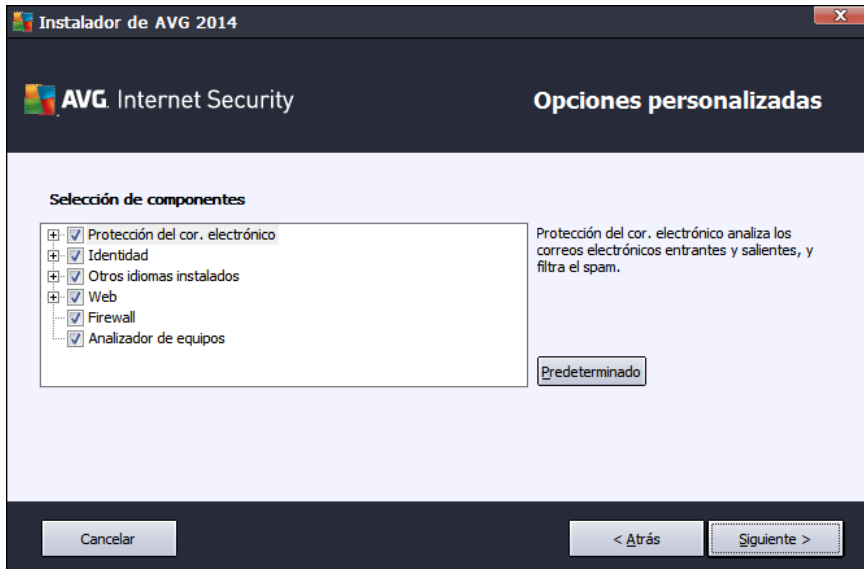 Instalador de AVG 2014
X
AVG. Internet Security
Opciones personalizadas
Selección de componentes
Protección del cor. electrónico
Identidad
Otros idiomas instalados
Web
Firewall
Analizador de equipos
Protección del cor. electrónico analiza los
correos electrónicos entrantes y salientes, y
filtra el spam.
Predeterminado
Cancelar
< Atrás
Siguiente >